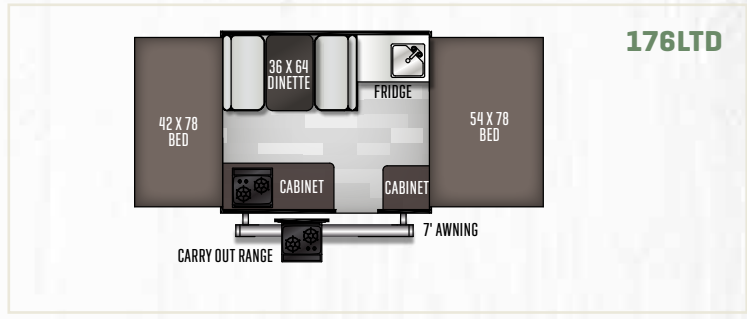 176LTD
36 X 64
DINETTE
FRIDGE
42 X 78
BED
54 X 78
BED
CABINET
CABINET
7' AWNING
CARRY OUT RANGE